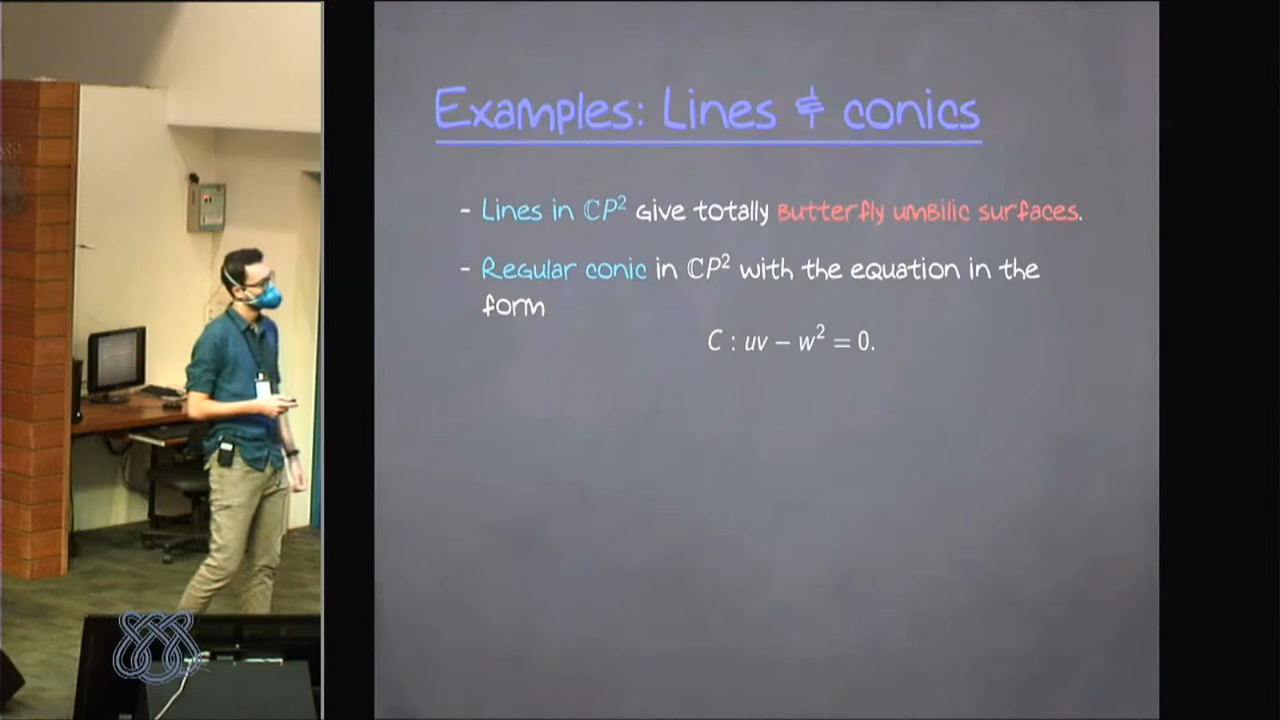 Examples: Lines & conics
- Lines in ℂP² give totally butterfly umbilic surfaces.
- Regular conic in ℂP² with the equation in the
form
C : uv − w² = 0.